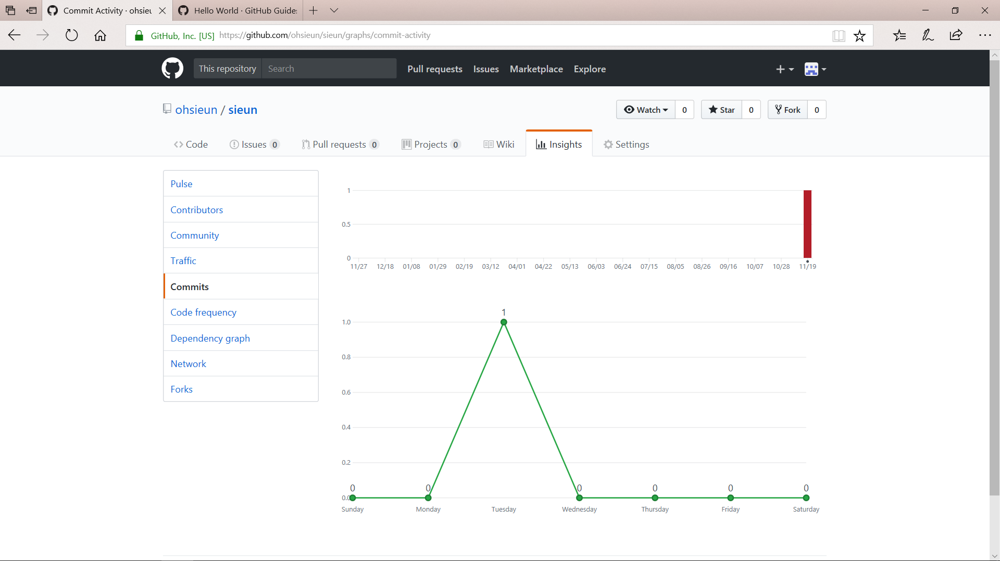 Commit Activity · ohsieu
Hello World · GitHub Guide
GitHub, Inc. [US] https://github.com/ohsieun/sieun/graphs/commit-activity
This repository Search Pull requests Issues Marketplace Explore
ohsieun / sieun
Watch 0 Star 0 Fork 0
Code Issues 0 Pull requests 0 Projects 0 Wiki Insights Settings
Pulse
Contributors
Community
Traffic
Commits
Code frequency
Dependency graph
Network
Forks
1
0.5
0
11/27 12/18 01/08 01/29 02/19 03/12 04/01 04/22 05/13 06/03 06/24 07/15 08/05 08/26 09/16 10/07 10/28 11/19
1
1.0
0.8
0.6
0.4
0.2
0 0 0 0 0 0
0.0
Sunday Monday Tuesday Wednesday Thursday Friday Saturday